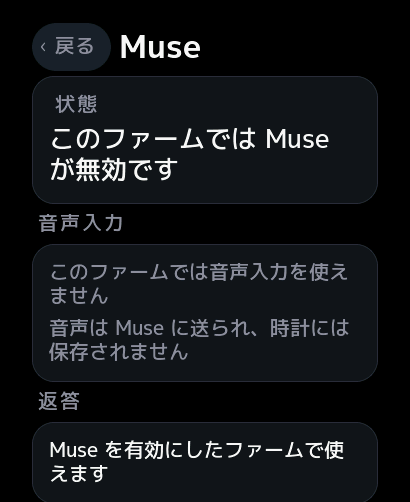 ‹ 戻る Muse
状態
このファームでは Muse
が無効です
音声入力
このファームでは音声入力を使え
ません
音声は Muse に送られ、時計には
保存されません
返答
Muse を有効にしたファームで使
えます